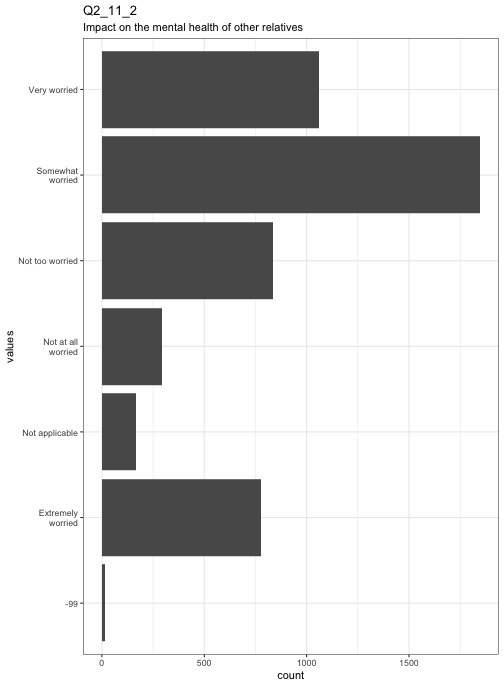 Q2_11_2
Impact on the mental health of other relatives
Very worried
Somewhat
worried
Not too worried
Not at all
worried
Not applicable
Extremely
worried
-99
values
0 500 1000 1500
count